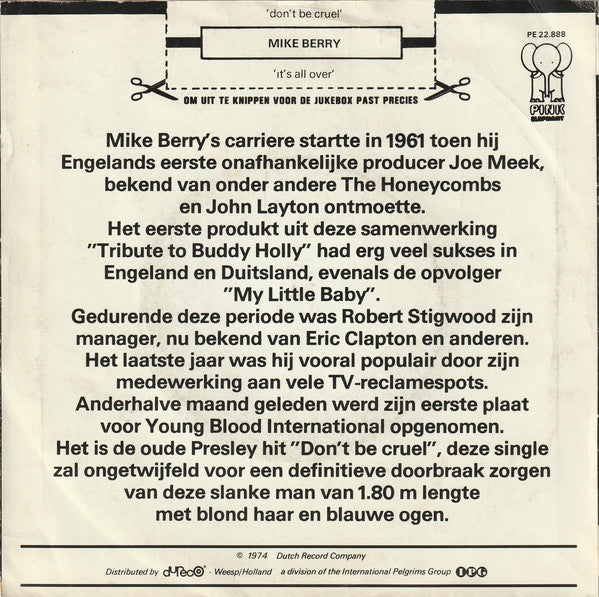 'don't be cruel'
PE 22.888
MIKE BERRY
'it's all over'
OM UIT TE KNIPPEN VOOR DE JUKEBOX PAST PRECIES
PINK
ELEPHANT
Mike Berry's carriere startte in 1961 toen hij
Engelands eerste onafhankelijke producer Joe Meek,
bekend van onder andere The Honeycombs
en John Layton ontmoette.
Het eerste produkt uit deze samenwerking
"Tribute to Buddy Holly" had erg veel sukses in
Engeland en Duitsland, evenals de opvolger
"My Little Baby".
Gedurende deze periode was Robert Stigwood zijn
manager, nu bekend van Eric Clapton en anderen.
Het laatste jaar was hij vooral populair door zijn
medewerking aan vele TV-reclamespots.
Anderhalve maand geleden werd zijn eerste plaat
voor Young Blood International opgenomen.
Het is de oude Presley hit "Don't be cruel", deze single
zal ongetwijfeld voor een definitieve doorbraak zorgen
van deze slanke man van 1.80 m lengte
met blond haar en blauwe ogen.
© 1974 Dutch Record Company
Distributed by dureco - Weesp/Holland a division of the International Pelgrims Group IPG